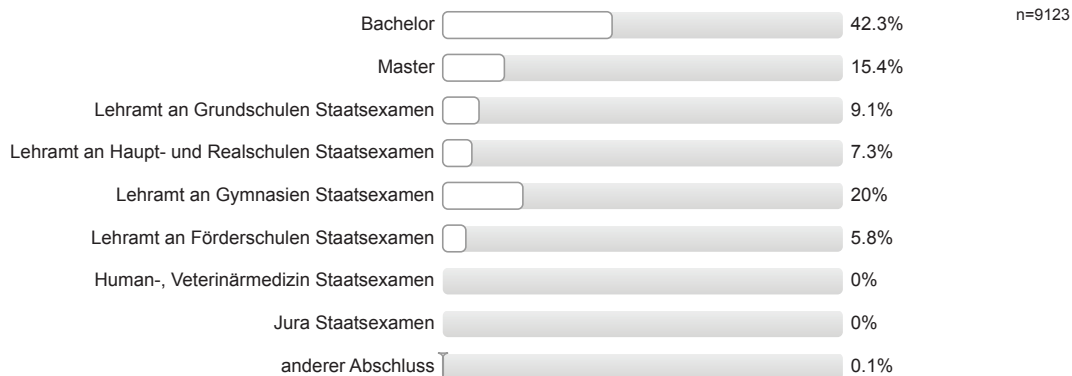 Bachelor 42.3% n=9123
Master 15.4%
Lehramt an Grundschulen Staatsexamen 9.1%
Lehramt an Haupt- und Realschulen Staatsexamen 7.3%
Lehramt an Gymnasien Staatsexamen 20%
Lehramt an Förderschulen Staatsexamen 5.8%
Human-, Veterinärmedizin Staatsexamen 0%
Jura Staatsexamen 0%
anderer Abschluss 0.1%